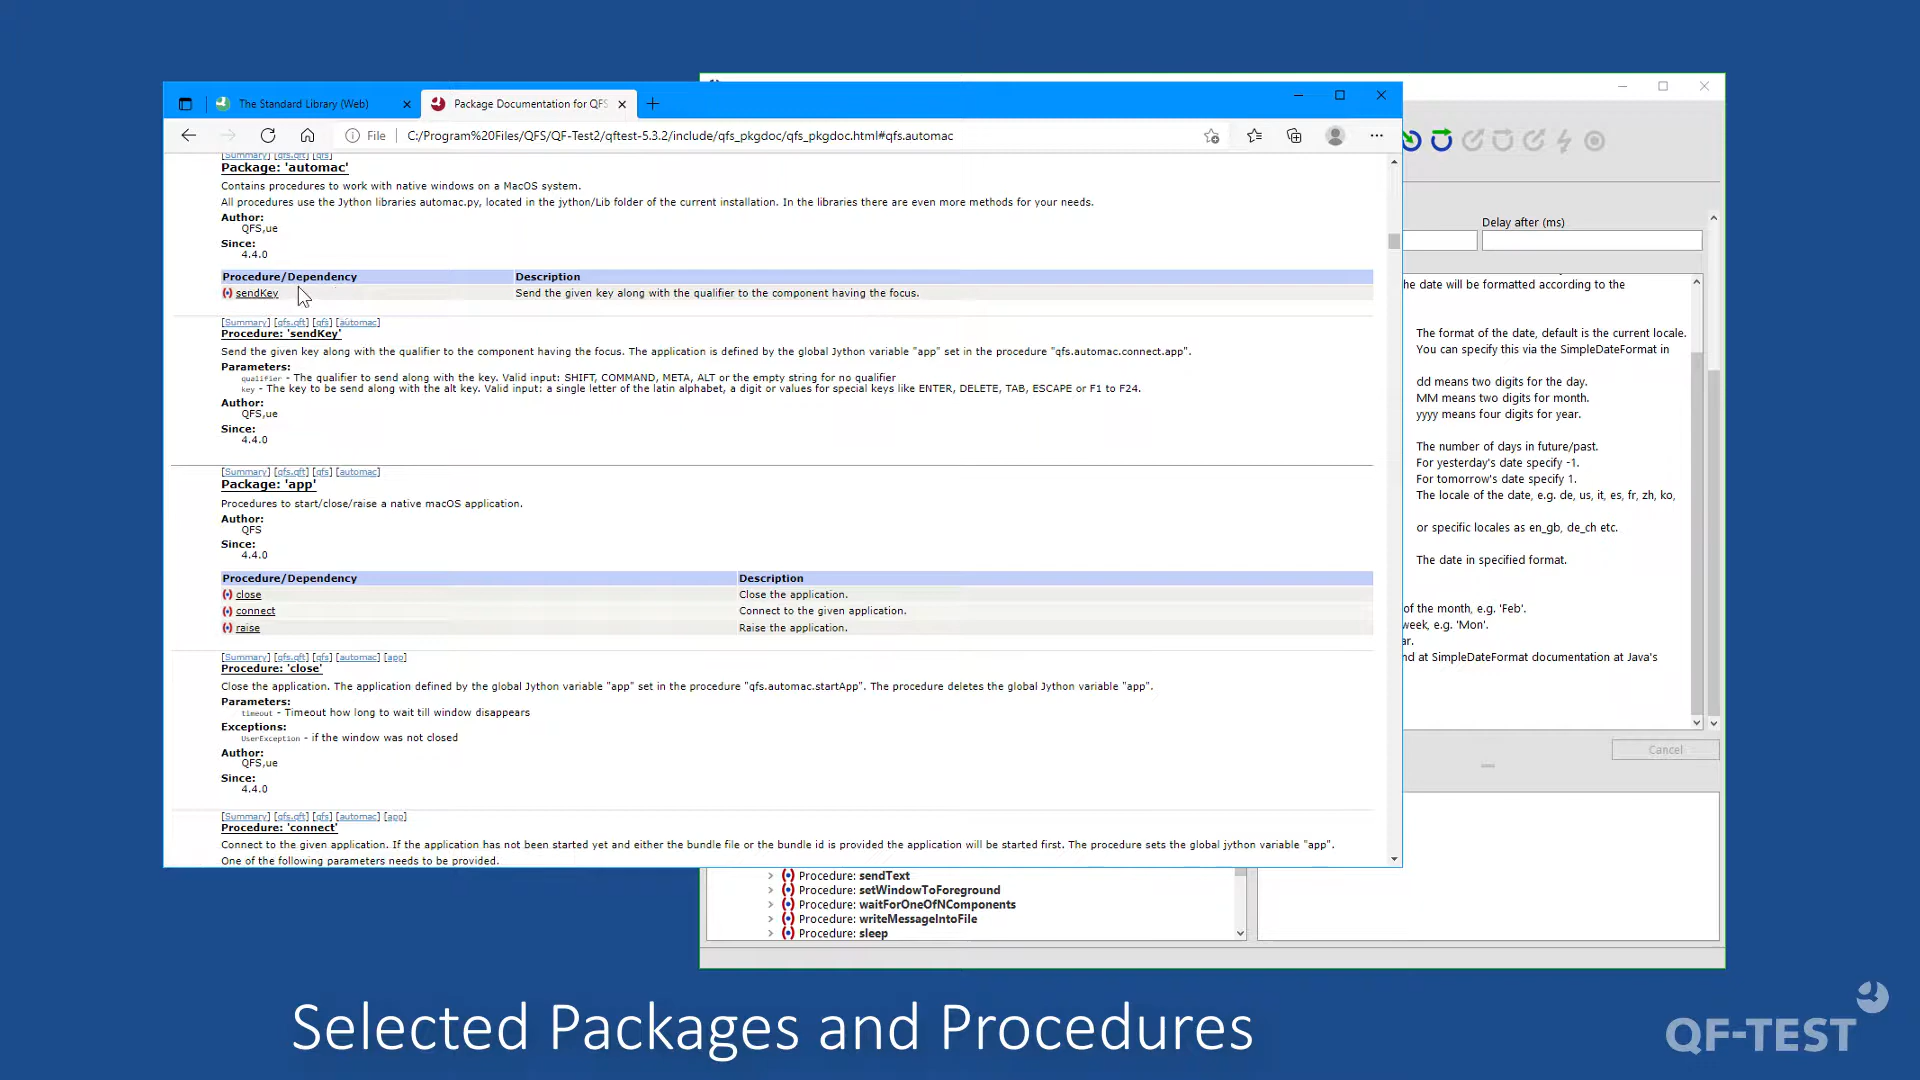 The Standard Library (Web)
Package Documentation for QFS
File C:/Program%20Files/QFS/QF-Test2/qftest-5.3.2/include/qfs_pkgdoc/qfs_pkgdoc.html#qfs.automac
[Summary] [qfs.qft] [qfs]
Package: 'automac'
Contains procedures to work with native windows on a MacOS system.
All procedures use the Jython libraries automac.py, located in the jython/Lib folder of the current installation. In the libraries there are even more methods for your needs.
Author:
QFS,ue
Since:
4.4.0
Procedure/Dependency Description
sendKey Send the given key along with the qualifier to the component having the focus.
[Summary] [qfs.qft] [qfs] [automac]
Procedure: 'sendKey'
Send the given key along with the qualifier to the component having the focus. The application is defined by the global Jython variable "app" set in the procedure "qfs.automac.connect.app".
Parameters:
qualifier - The qualifier to send along with the key. Valid input: SHIFT, COMMAND, META, ALT or the empty string for no qualifier
key - The key to be send along with the alt key. Valid input: a single letter of the latin alphabet, a digit or values for special keys like ENTER, DELETE, TAB, ESCAPE or F1 to F24.
Author:
QFS,ue
Since:
4.4.0
[Summary] [qfs.qft] [qfs] [automac]
Package: 'app'
Procedures to start/close/raise a native macOS application.
Author:
QFS
Since:
4.4.0
Procedure/Dependency Description
close Close the application.
connect Connect to the given application.
raise Raise the application.
[Summary] [qfs.qft] [qfs] [automac] [app]
Procedure: 'close'
Close the application. The application defined by the global Jython variable "app" set in the procedure "qfs.automac.startApp". The procedure deletes the global Jython variable "app".
Parameters:
timeout - Timeout how long to wait till window disappears
Exceptions:
UserException - if the window was not closed
Author:
QFS,ue
Since:
4.4.0
[Summary] [qfs.qft] [qfs] [automac] [app]
Procedure: 'connect'
Connect to the given application. If the application has not been started yet and either the bundle file or the bundle id is provided the application will be started first. The procedure sets the global jython variable "app".
One of the following parameters needs to be provided.
Delay after (ms)
he date will be formatted according to the
The format of the date, default is the current locale.
You can specify this via the SimpleDateFormat in
dd means two digits for the day.
MM means two digits for month.
yyyy means four digits for year.
The number of days in future/past.
For yesterday's date specify -1.
For tomorrow's date specify 1.
The locale of the date, e.g. de, us, it, es, fr, zh, ko,
or specific locales as en_gb, de_ch etc.
The date in specified format.
of the month, e.g. 'Feb'.
week, e.g. 'Mon'.
ar.
nd at SimpleDateFormat documentation at Java's
Cancel
Procedure: sendText
Procedure: setWindowToForeground
Procedure: waitForOneOfNComponents
Procedure: writeMessageIntoFile
Procedure: sleep
Selected Packages and Procedures
QF-TEST